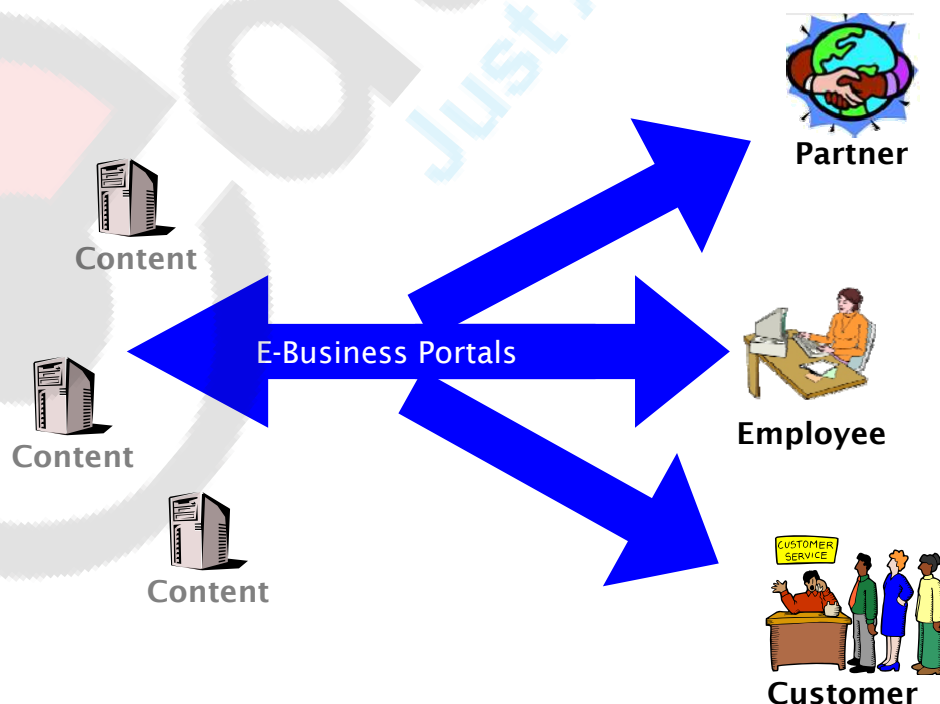 Partner
Content
E-Business Portals
Content
Employee
CUSTOMER
SERVICE
Content
Customer